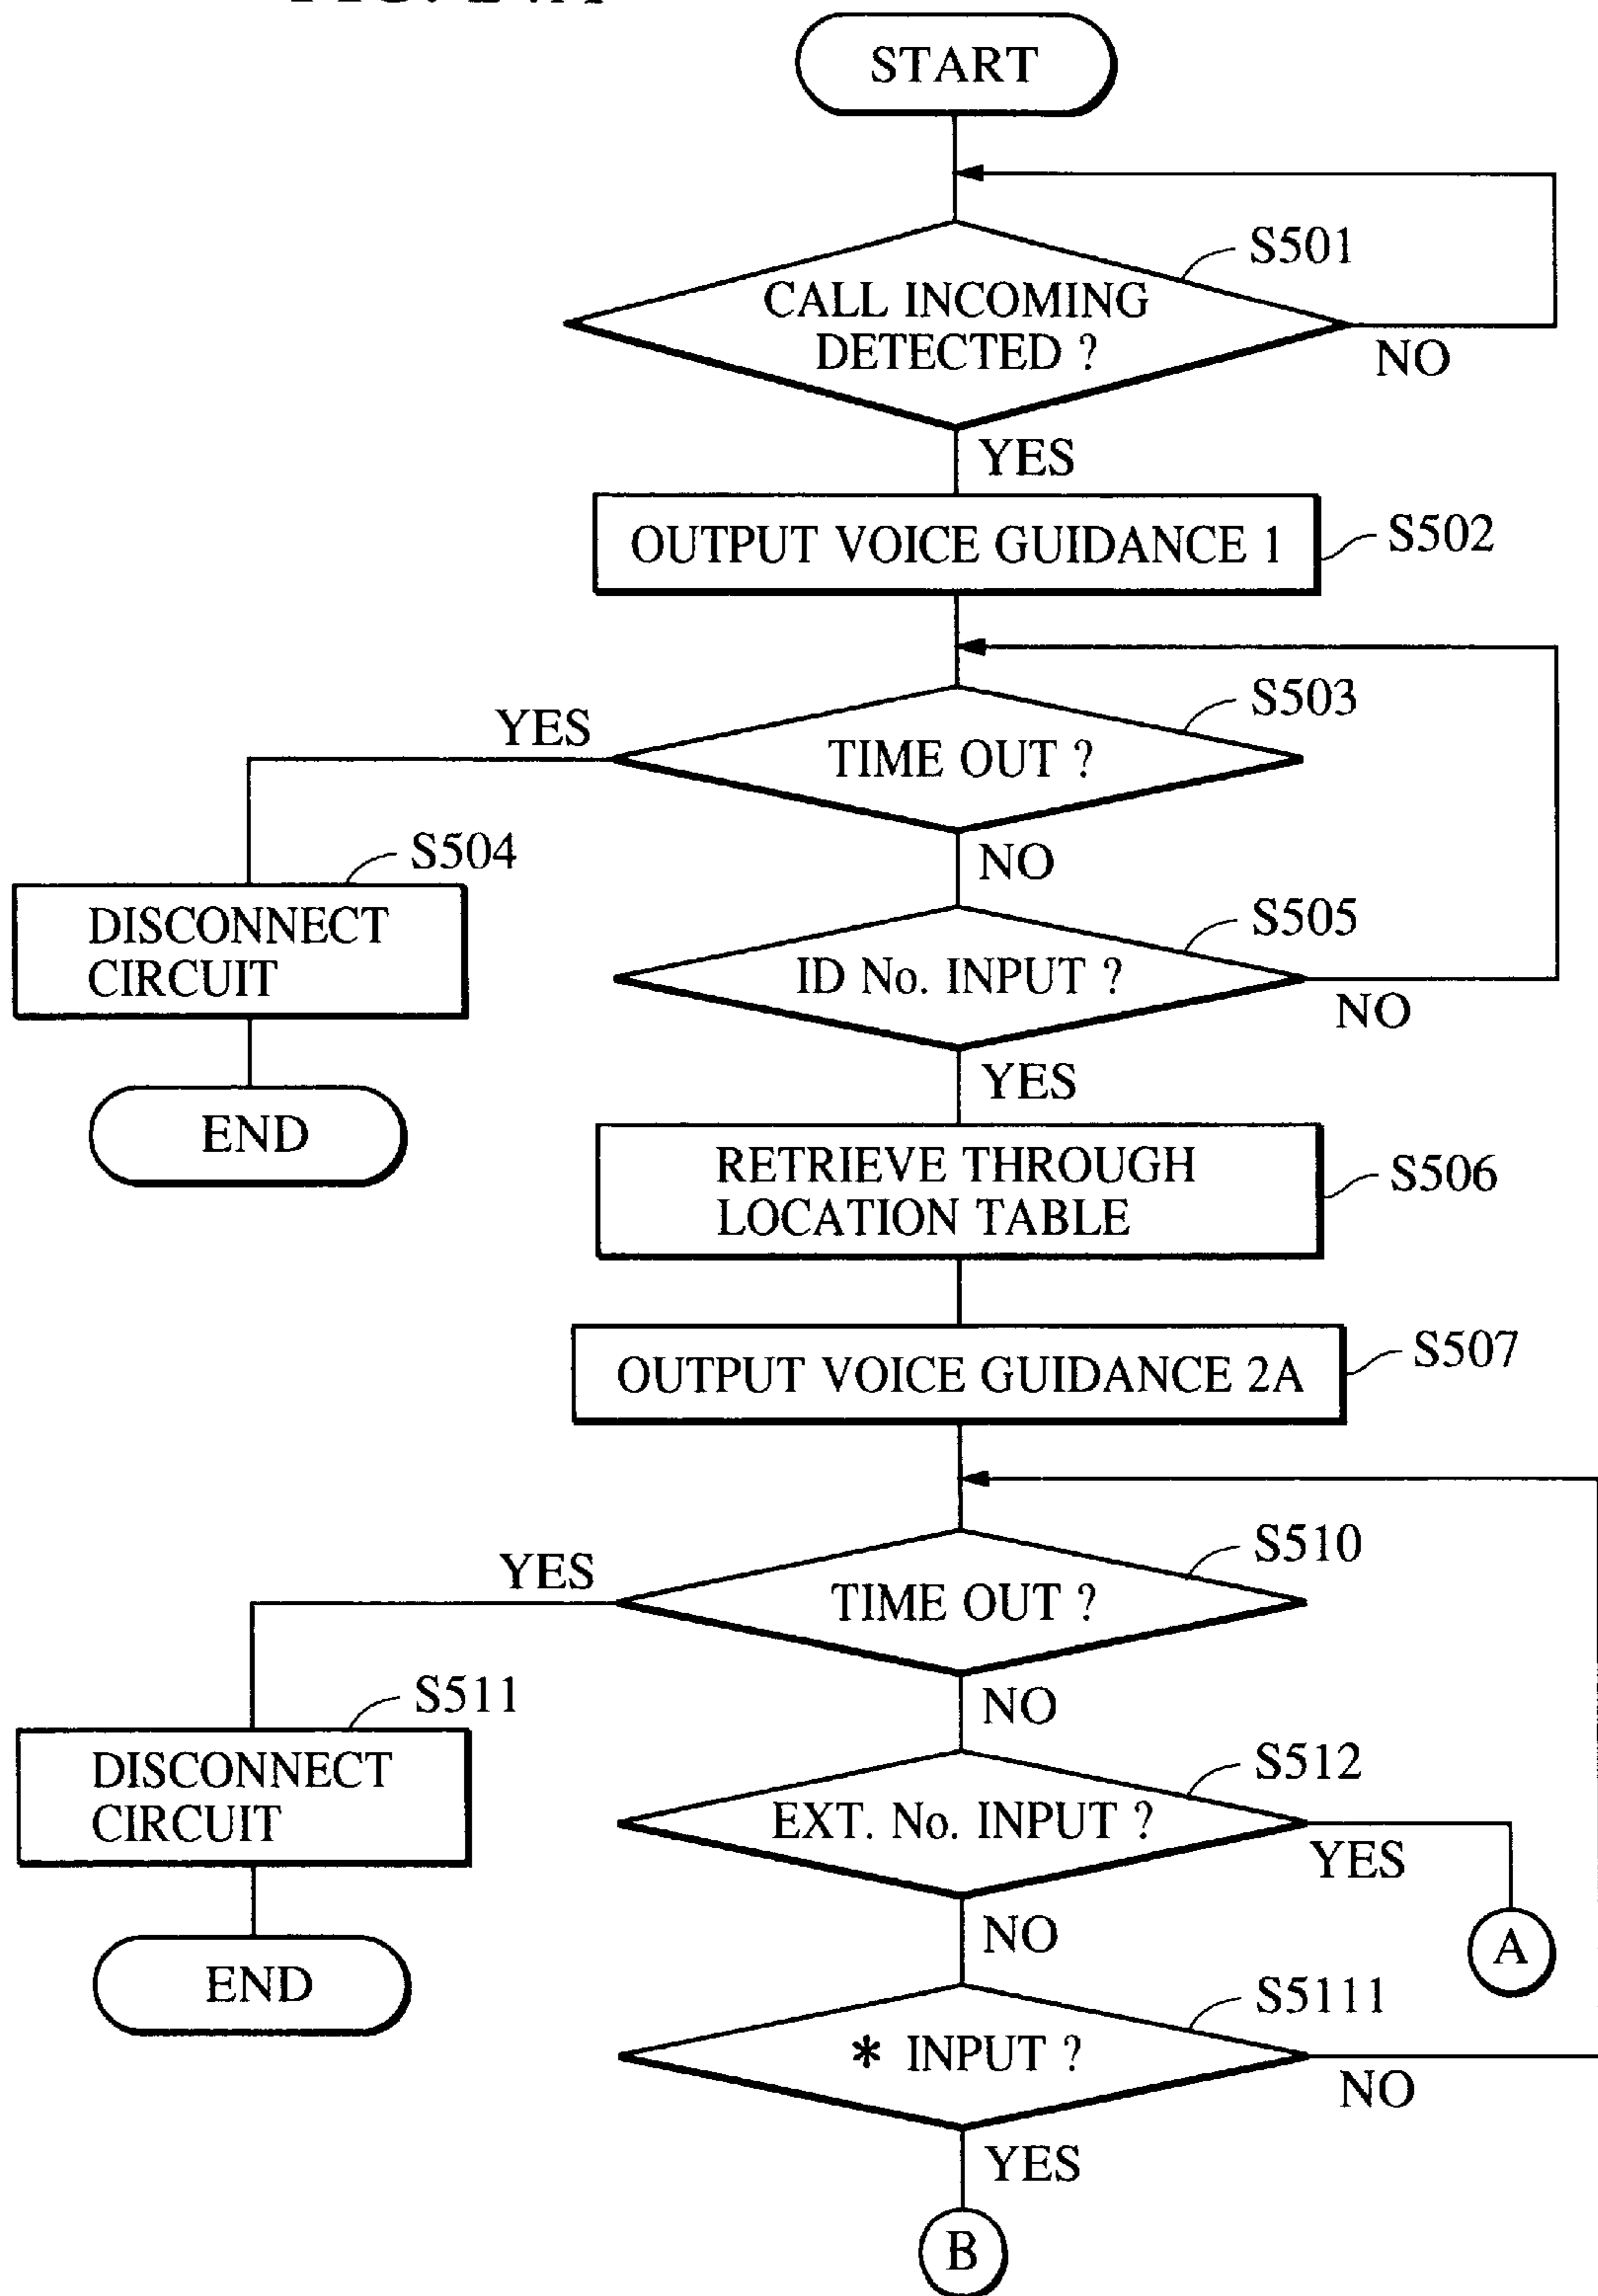 START
S501
CALL INCOMING
DETECTED ?
NO
YES
OUTPUT VOICE GUIDANCE 1
S502
S503
YES
TIME OUT ?
NO
S504
DISCONNECT
CIRCUIT
END
S505
ID No. INPUT ?
NO
YES
RETRIEVE THROUGH
LOCATION TABLE
S506
OUTPUT VOICE GUIDANCE 2A
S507
S510
YES
TIME OUT ?
NO
S511
DISCONNECT
CIRCUIT
END
S512
EXT. No. INPUT ?
YES
A
NO
S5111
* INPUT ?
NO
YES
B